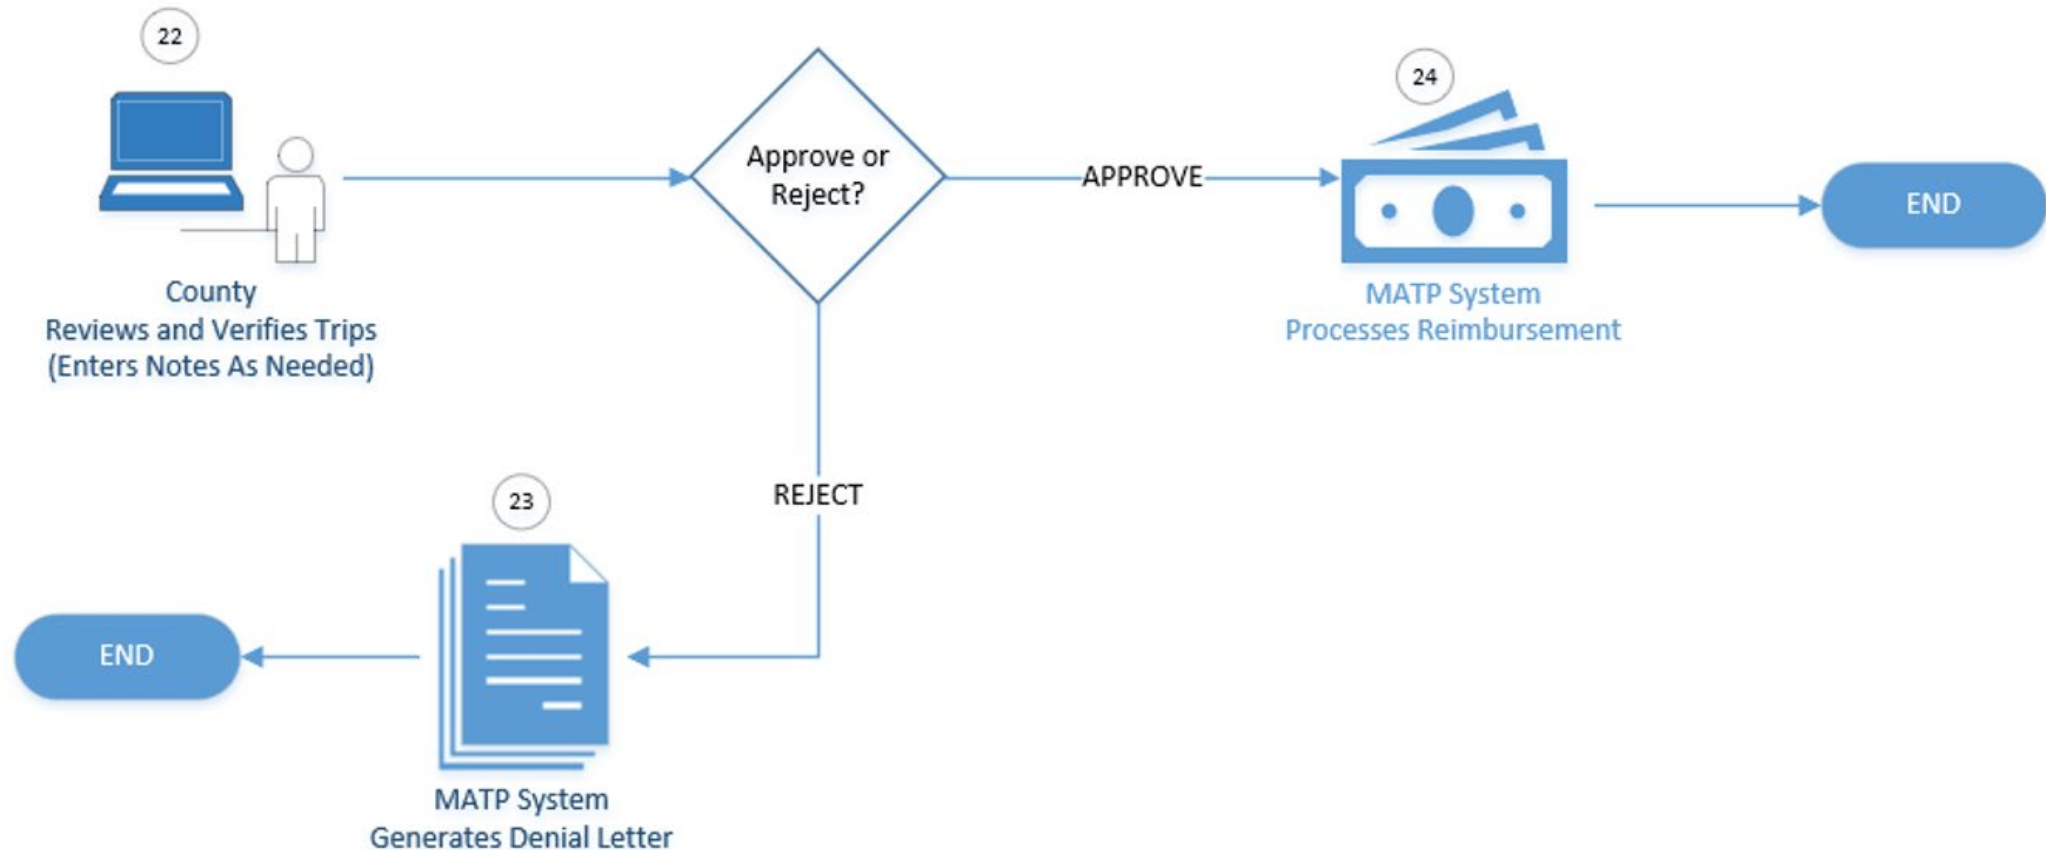 22
County
Reviews and Verifies Trips
(Enters Notes As Needed)
Approve or
Reject?
APPROVE
24
MATP System
Processes Reimbursement
END
REJECT
23
MATP System
Generates Denial Letter
END